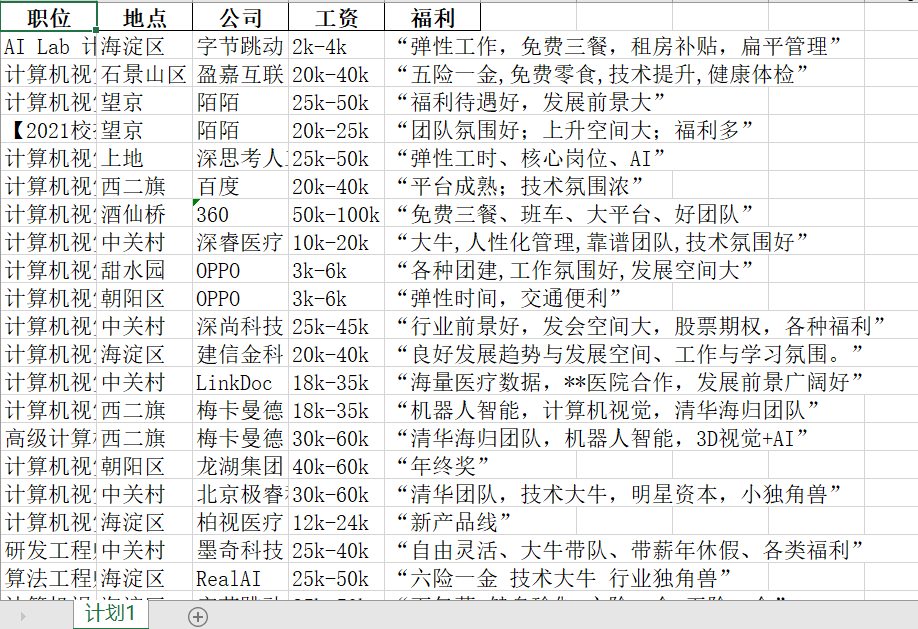 职位 地点 公司 工资 福利
AI Lab 计 海淀区 字节跳动 2k-4k “弹性工作，免费三餐，租房补贴，扁平管理”
计算机视 石景山区 盈嘉互联 20k-40k “五险一金,免费零食,技术提升,健康体检”
计算机视 望京 陌陌 25k-50k “福利待遇好，发展前景大”
【2021校 望京 陌陌 20k-25k “团队氛围好；上升空间大；福利多”
计算机视 上地 深思考人 25k-50k “弹性工时、核心岗位、AI”
计算机视 西二旗 百度 20k-40k “平台成熟；技术氛围浓”
计算机视 酒仙桥 360 50k-100k “免费三餐、班车、大平台、好团队”
计算机视 中关村 深睿医疗 10k-20k “大牛,人性化管理,靠谱团队,技术氛围好”
计算机视 甜水园 OPPO 3k-6k “各种团建,工作氛围好,发展空间大”
计算机视 朝阳区 OPPO 3k-6k “弹性时间，交通便利”
计算机视 中关村 深尚科技 25k-45k “行业前景好，发会空间大，股票期权，各种福利”
计算机视 海淀区 建信金科 20k-40k “良好发展趋势与发展空间、工作与学习氛围。”
计算机视 中关村 LinkDoc 18k-35k “海量医疗数据，**医院合作，发展前景广阔好”
计算机视 西二旗 梅卡曼德 18k-35k “机器人智能，计算机视觉，清华海归团队”
高级计算 西二旗 梅卡曼德 30k-60k “清华海归团队，机器人智能，3D视觉+AI”
计算机视 朝阳区 龙湖集团 40k-60k “年终奖”
计算机视 中关村 北京极睿 30k-60k “清华团队，技术大牛，明星资本，小独角兽”
计算机视 海淀区 柏视医疗 12k-24k “新产品线”
研发工程 中关村 墨奇科技 25k-40k “自由灵活、大牛带队、带薪年休假、各类福利”
算法工程 海淀区 RealAI 25k-50k “六险一金 技术大牛 行业独角兽”
计划1